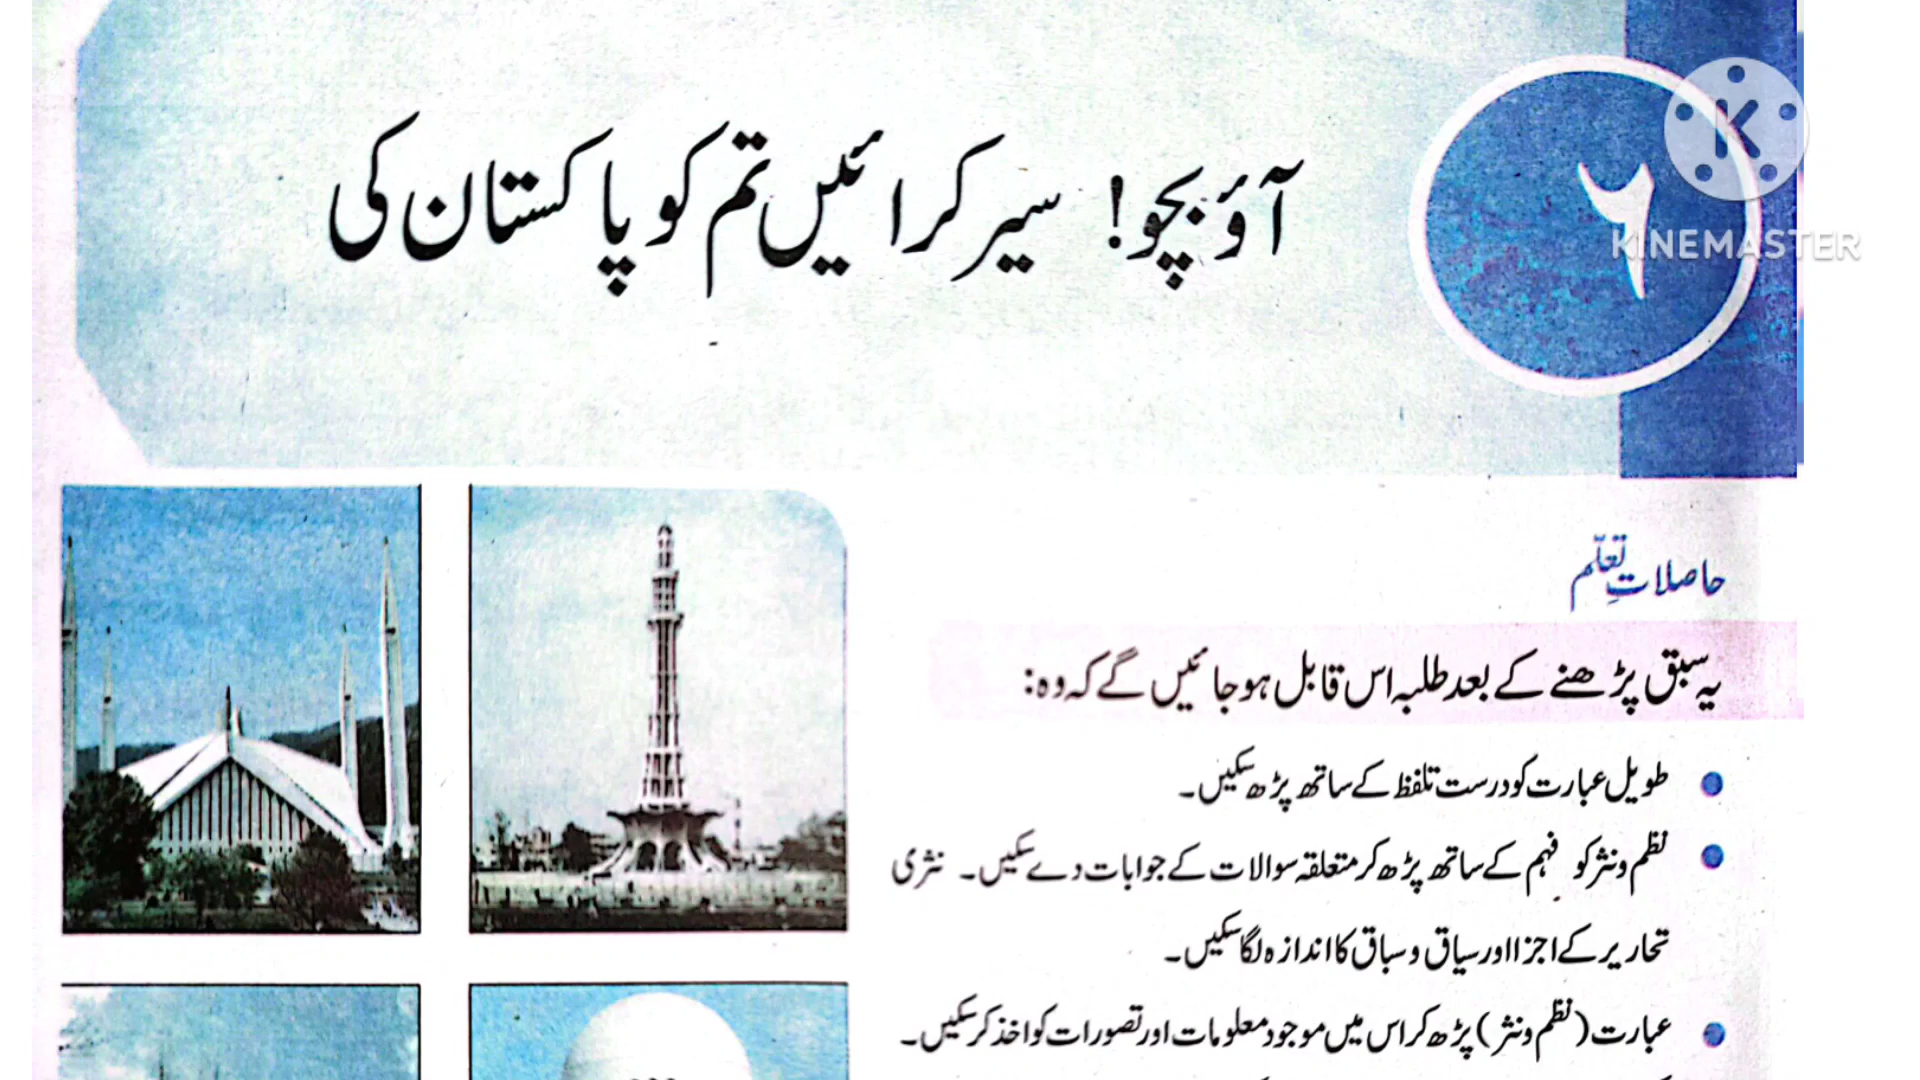 ۶
آؤ بچو! سیر کرائیں تم کو پاکستان کی
KINEMASTER
حاصلاتِ تعلّم
یہ سبق پڑھنے کے بعد طلبہ اس قابل ہو جائیں گے کہ وہ:
طویل عبارت کو درست تلفظ کے ساتھ پڑھ سکیں۔
نظم و نثر کو فہم کے ساتھ پڑھ کر متعلقہ سوالات کے جوابات دے سکیں۔ نثری
تحاریر کے اجزا اور سیاق و سباق کا اندازہ لگا سکیں۔
عبارت (نظم و نثر) پڑھ کر اس میں موجود معلومات اور تصورات کو اخذ کر سکیں۔